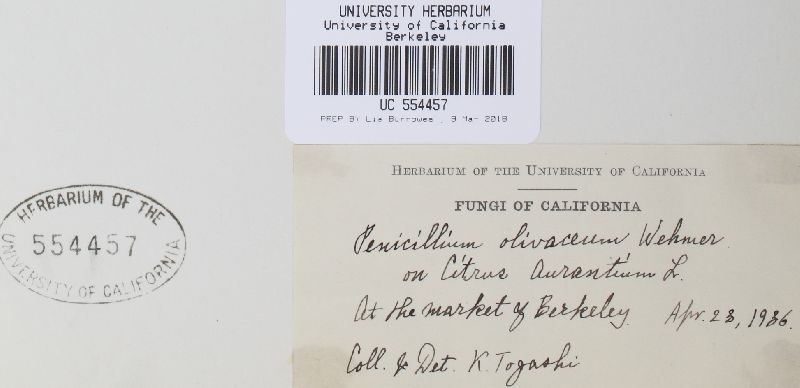 UNIVERSITY HERBARIUM
University of California
Berkeley
UC 554457
PREP BY Lia Burrowes , 9 Mar 2018
HERBARIUM OF THE
554457
UNIVERSITY OF CALIFORNIA
HERBARIUM OF THE UNIVERSITY OF CALIFORNIA
FUNGI OF CALIFORNIA
Penicillium olivaceum Wehmer.
on Citrus Aurantium L.
At the market of Berkeley. Apr. 23, 1936.
Coll. & Det. K. Togashi